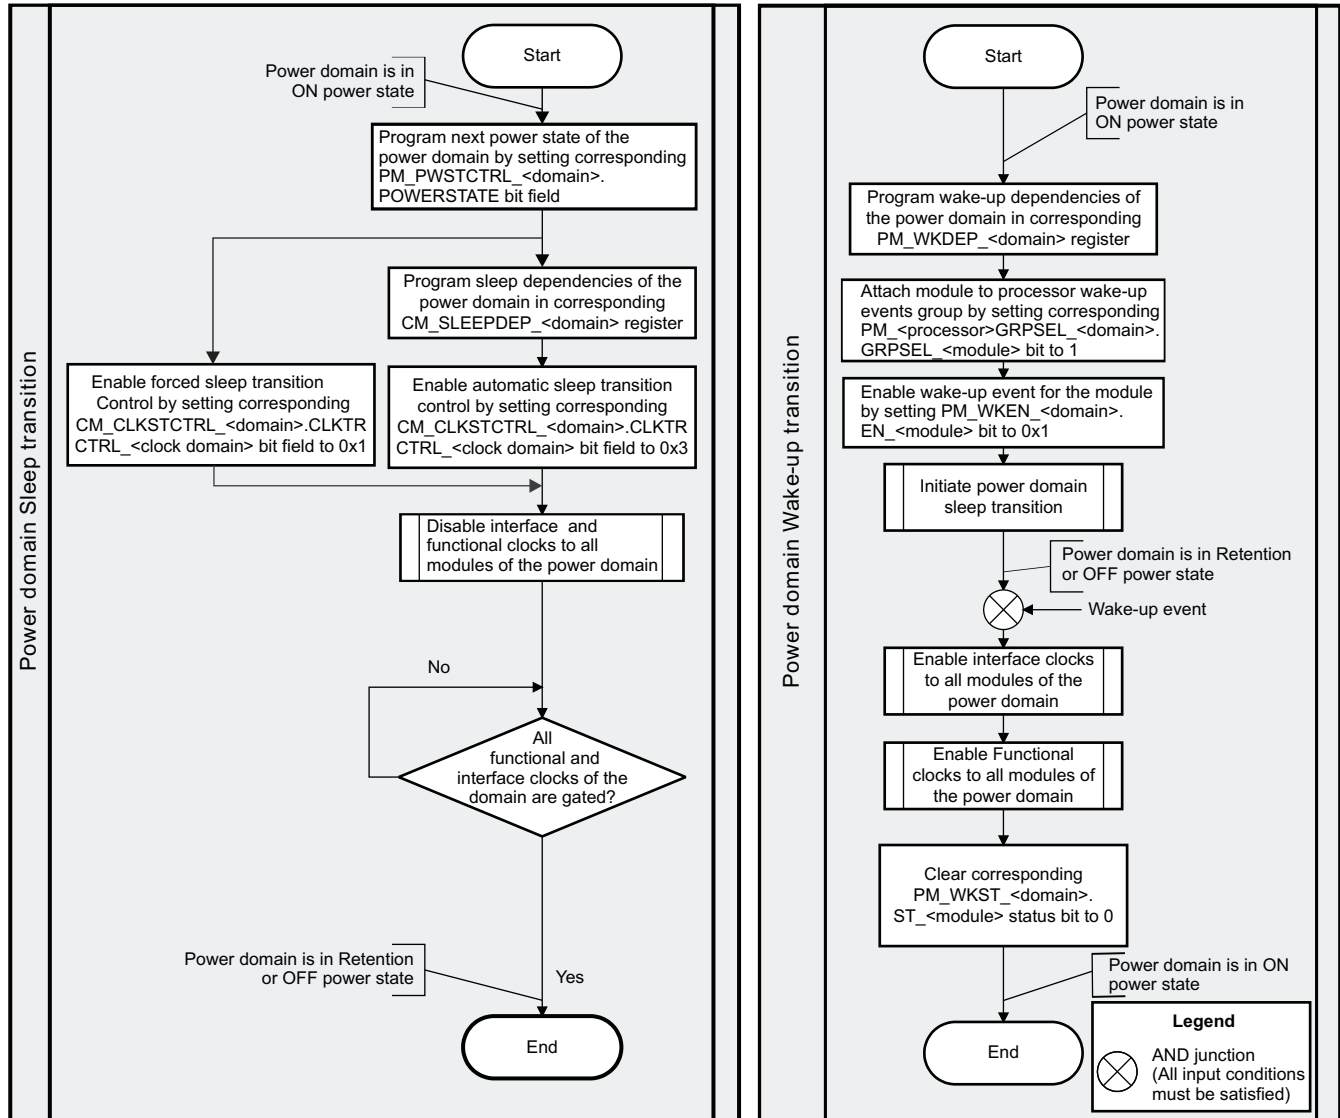 Power domain Sleep transition
Start
Power domain is in
ON power state
Program next power state of the
power domain by setting corresponding
PM_PWSTCTRL_<domain>.
POWERSTATE bit field
Program sleep dependencies of the
power domain in corresponding
CM_SLEEPDEP_<domain> register
Enable forced sleep transition
Control by setting corresponding
CM_CLKSTCTRL_<domain>.CLKTR
CTRL_<clock domain> bit field to 0x1
Enable automatic sleep transition
control by setting corresponding
CM_CLKSTCTRL_<domain>.CLKTR
CTRL_<clock domain> bit field to 0x3
Disable interface and
functional clocks to all
modules of the power domain
No
All
functional and
interface clocks of the
domain are gated?
Power domain is in Retention
or OFF power state
Yes
End
Power domain Wake-up transition
Start
Power domain is in
ON power state
Program wake-up dependencies of
the power domain in corresponding
PM_WKDEP_<domain> register
Attach module to processor wake-up
events group by setting corresponding
PM_<processor>GRPSEL_<domain>.
GRPSEL_<module> bit to 1
Enable wake-up event for the module
by setting PM_WKEN_<domain>.
EN_<module> bit to 0x1
Initiate power domain
sleep transition
Power domain is in Retention
or OFF power state
Wake-up event
Enable interface clocks
to all modules of the
power domain
Enable Functional
clocks to all modules of
the power domain
Clear corresponding
PM_WKST_<domain>.
ST_<module> status bit to 0
Power domain is in ON
power state
End
Legend
AND junction
(All input conditions
must be satisfied)